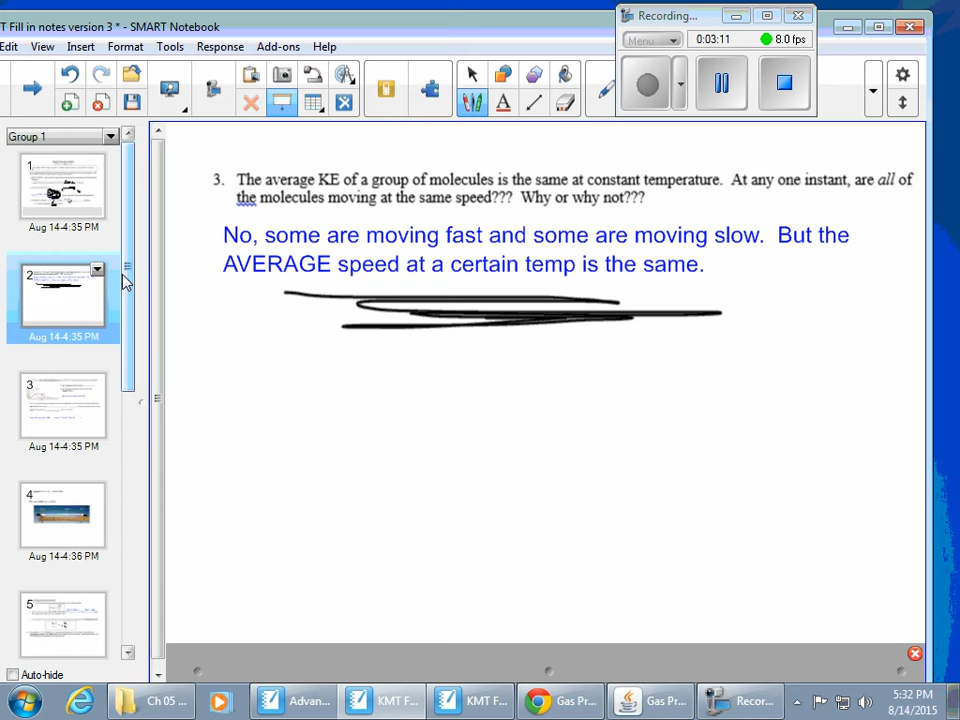 T Fill in notes version 3 * - SMART Notebook
Recording...
Edit View Insert Format Tools Response Add-ons Help
Menu 0:03:11 8.0 fps
Group 1
1
Aug 14-4:35 PM
2
Aug 14-4:35 PM
3
Aug 14-4:35 PM
4
Aug 14-4:36 PM
5
3. The average KE of a group of molecules is the same at constant temperature. At any one instant, are all of
the molecules moving at the same speed??? Why or why not???
No, some are moving fast and some are moving slow. But the
AVERAGE speed at a certain temp is the same.
Auto-hide
Ch 05 ... Advan... KMT F... KMT F... Gas Pr... Gas Pr... Recor...
5:32 PM
8/14/2015